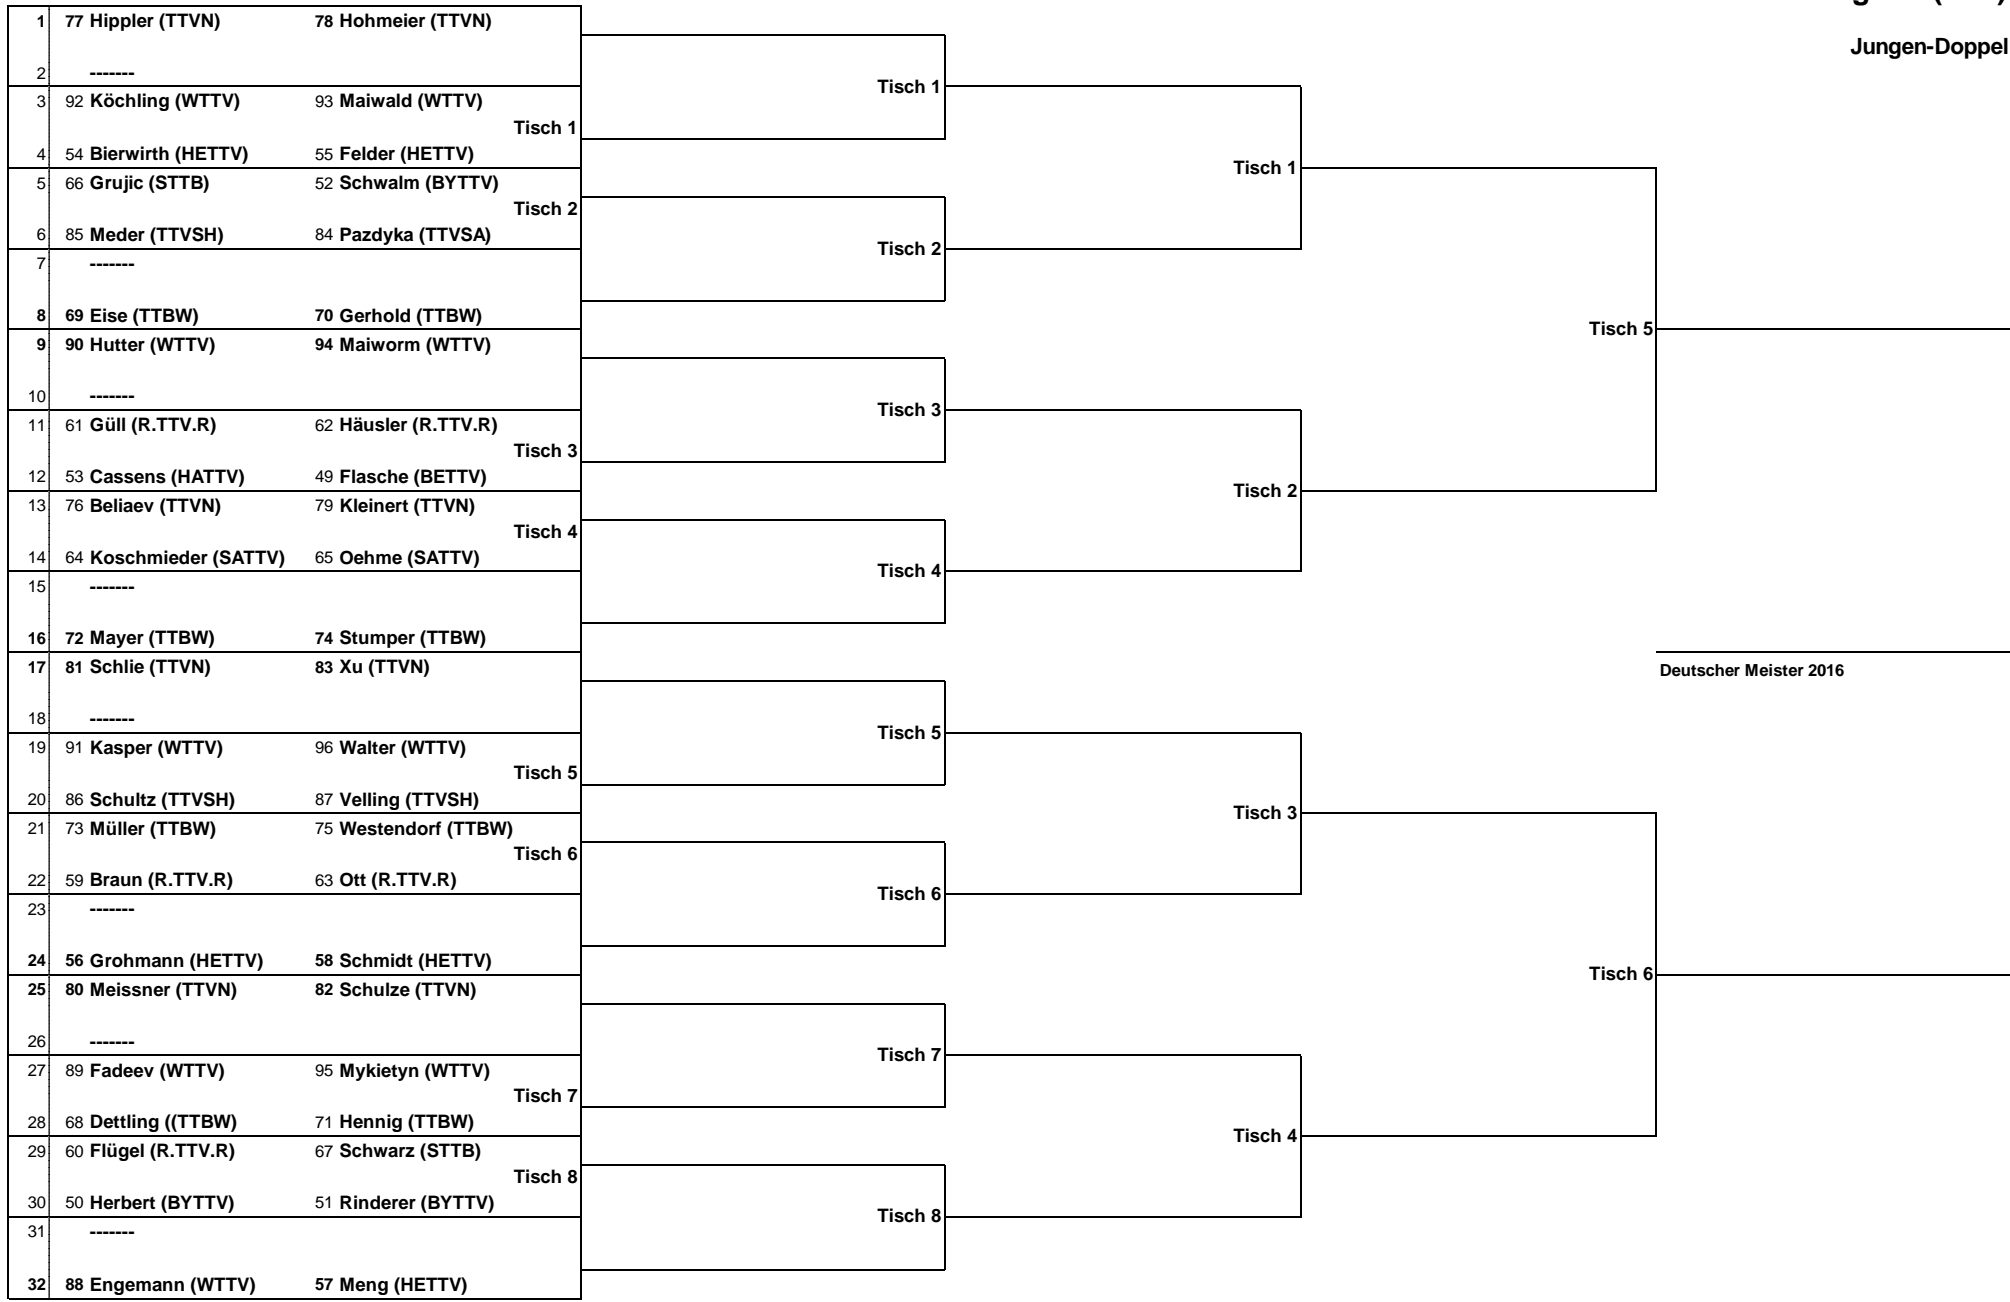 Jungen-Doppel
1 77 Hippler (TTVN) 78 Hohmeier (TTVN)
2 -------
Tisch 1
3 92 Köchling (WTTV) 93 Maiwald (WTTV)
Tisch 1
4 54 Bierwirth (HETTV) 55 Felder (HETTV)
Tisch 1
5 66 Grujic (STTB) 52 Schwalm (BYTTV)
Tisch 2
6 85 Meder (TTVSH) 84 Pazdyka (TTVSA)
Tisch 2
7 -------
8 69 Eise (TTBW) 70 Gerhold (TTBW)
Tisch 5
9 90 Hutter (WTTV) 94 Maiworm (WTTV)
10 -------
Tisch 3
11 61 Güll (R.TTV.R) 62 Häusler (R.TTV.R)
Tisch 3
12 53 Cassens (HATTV) 49 Flasche (BETTV)
Tisch 2
13 76 Beliaev (TTVN) 79 Kleinert (TTVN)
Tisch 4
14 64 Koschmieder (SATTV) 65 Oehme (SATTV)
Tisch 4
15 -------
16 72 Mayer (TTBW) 74 Stumper (TTBW)
17 81 Schlie (TTVN) 83 Xu (TTVN)
Deutscher Meister 2016
18 -------
Tisch 5
19 91 Kasper (WTTV) 96 Walter (WTTV)
Tisch 5
20 86 Schultz (TTVSH) 87 Velling (TTVSH)
Tisch 3
21 73 Müller (TTBW) 75 Westendorf (TTBW)
Tisch 6
22 59 Braun (R.TTV.R) 63 Ott (R.TTV.R)
Tisch 6
23 -------
24 56 Grohmann (HETTV) 58 Schmidt (HETTV)
Tisch 6
25 80 Meissner (TTVN) 82 Schulze (TTVN)
26 -------
Tisch 7
27 89 Fadeev (WTTV) 95 Mykietyn (WTTV)
Tisch 7
28 68 Dettling ((TTBW) 71 Hennig (TTBW)
Tisch 4
29 60 Flügel (R.TTV.R) 67 Schwarz (STTB)
Tisch 8
30 50 Herbert (BYTTV) 51 Rinderer (BYTTV)
Tisch 8
31 -------
32 88 Engemann (WTTV) 57 Meng (HETTV)